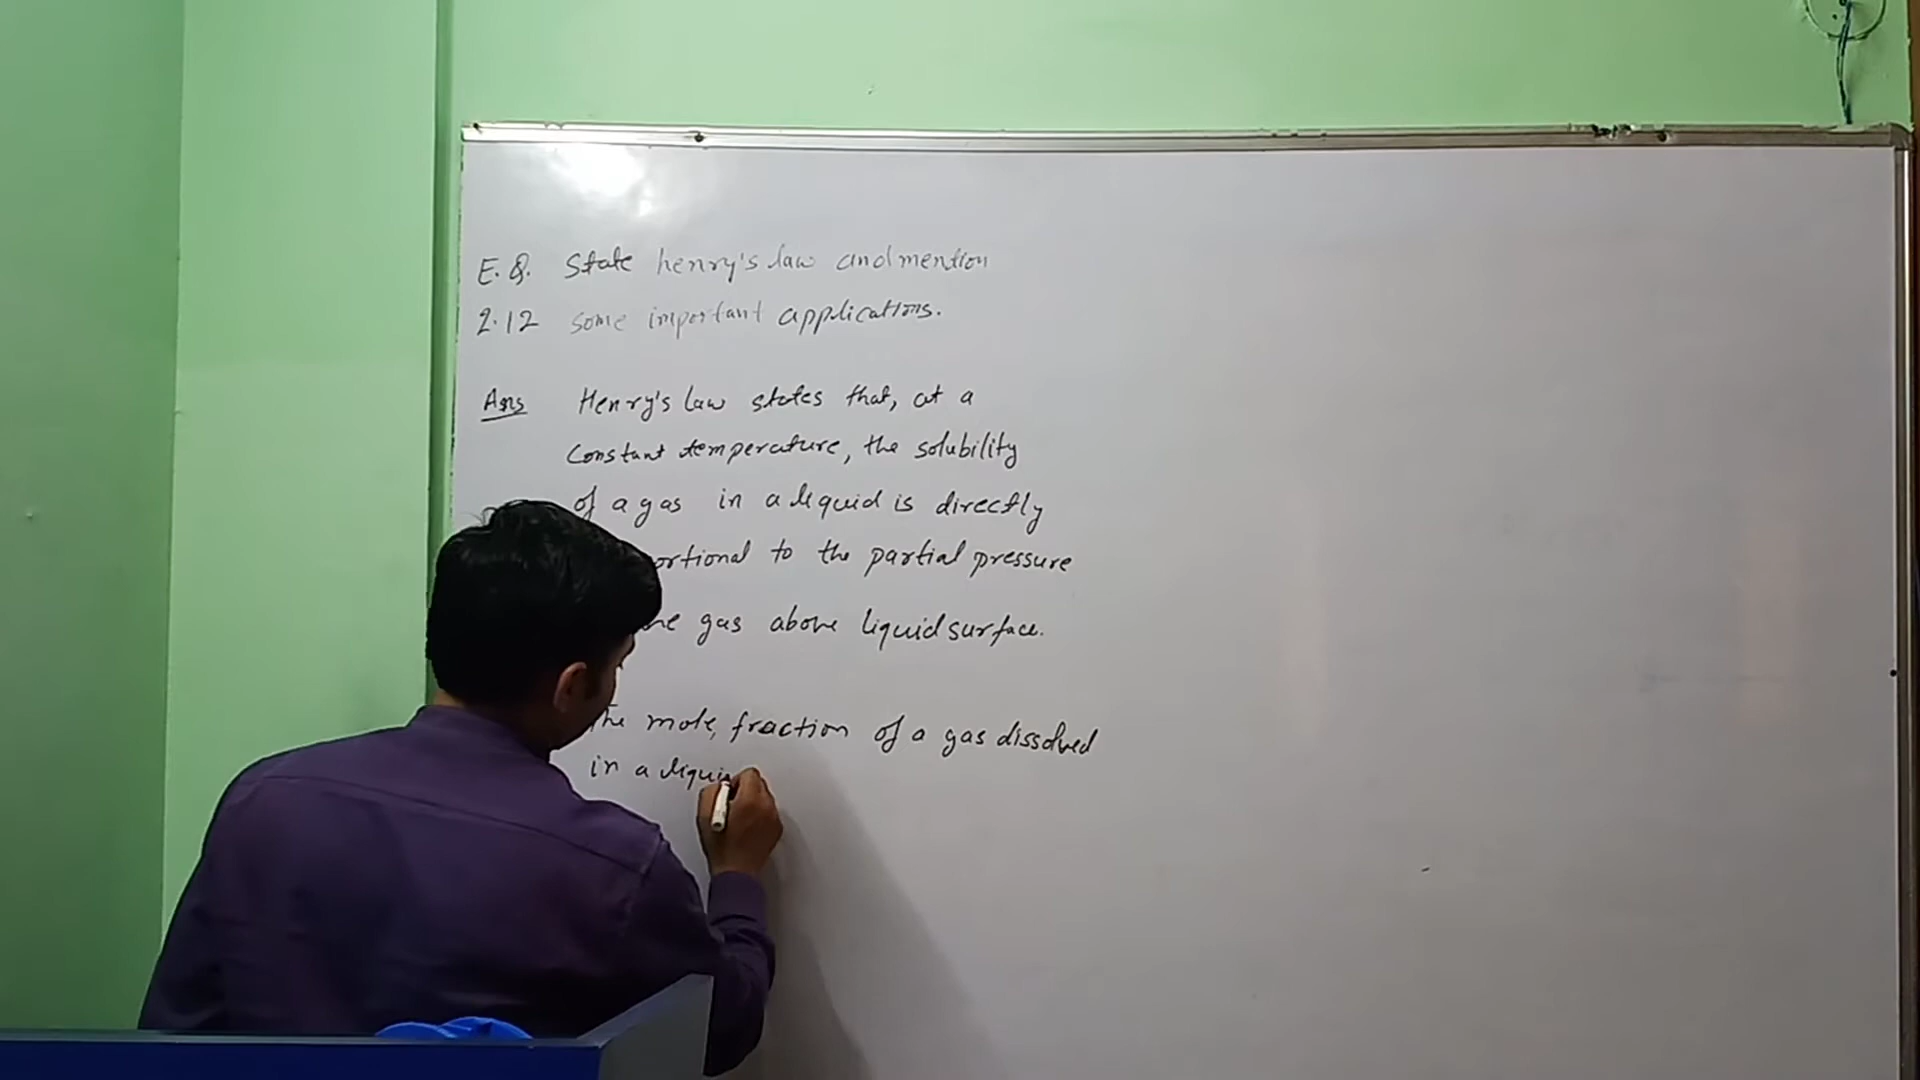 E.Q. State henry's law and mention
2.12 some important applications.
Ans Henry's law states that, at a
constant temperature, the solubility
of a gas in a liquid is directly
ortional to the partial pressure
gas above liquid surface.
The mole, fraction of a gas dissolved
in a liqui